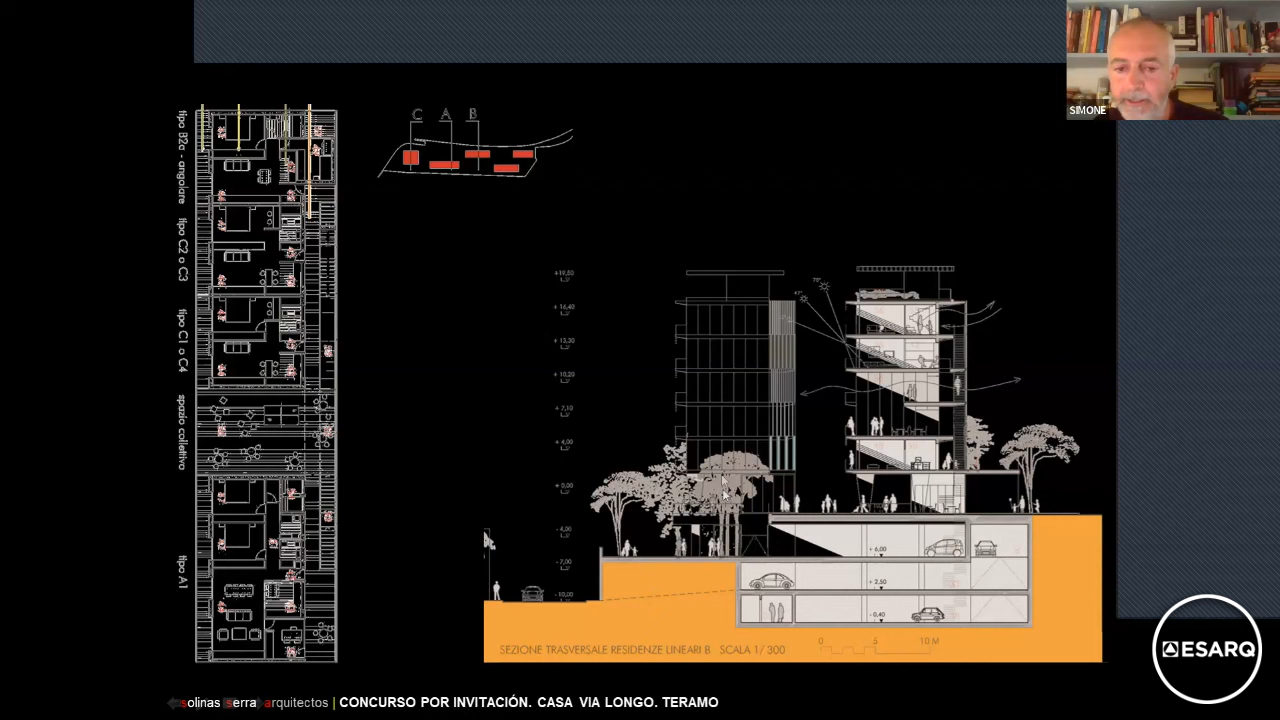 SIMONE
C A B
tipo B2a - angolare
tipo C2 o C3
tipo C1 o C4
spazio collettivo
tipo A1
+19,50
+16,40
+13,30
+10,20
+7,10
+4,00
+0,00
-4,00
-7,00
-10,00
47°
+ 6,00
+ 2,50
- 0,40
SEZIONE TRASVERSALE RESIDENZE LINEARI B SCALA 1/ 300
0 5 10 M
ESARQ
solinas serra arquitectos | CONCURSO POR INVITACIÓN. CASA VIA LONGO. TERAMO